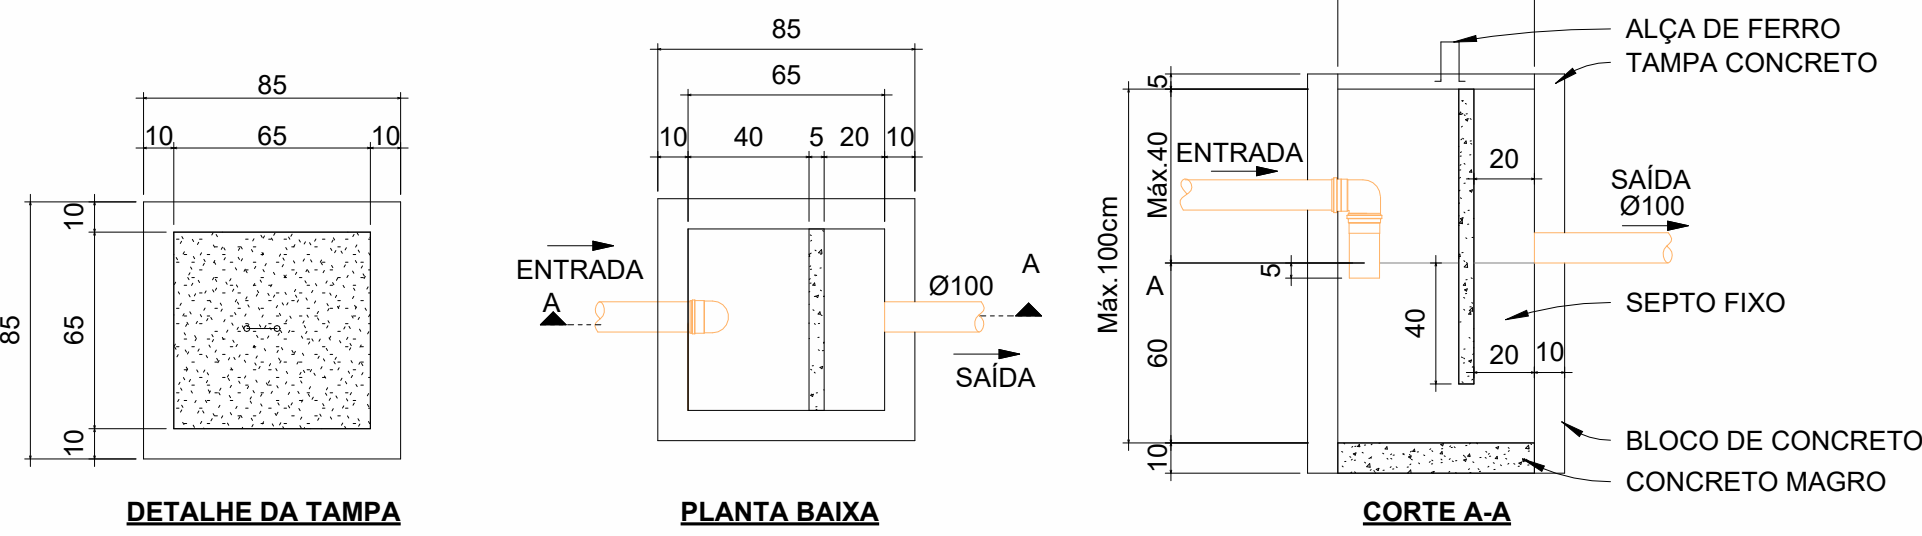 85
10 65 10
85
10
65
10
DETALHE DA TAMPA
85
65
10 40 5 20 10
ENTRADA
A
Ø100
A
SAÍDA
PLANTA BAIXA
ALÇA DE FERRO
TAMPA CONCRETO
5
Máx.40
Máx.100cm
ENTRADA
20
SAÍDA
Ø100
5
A
SEPTO FIXO
40
60
20 10
10
BLOCO DE CONCRETO
CONCRETO MAGRO
CORTE A-A